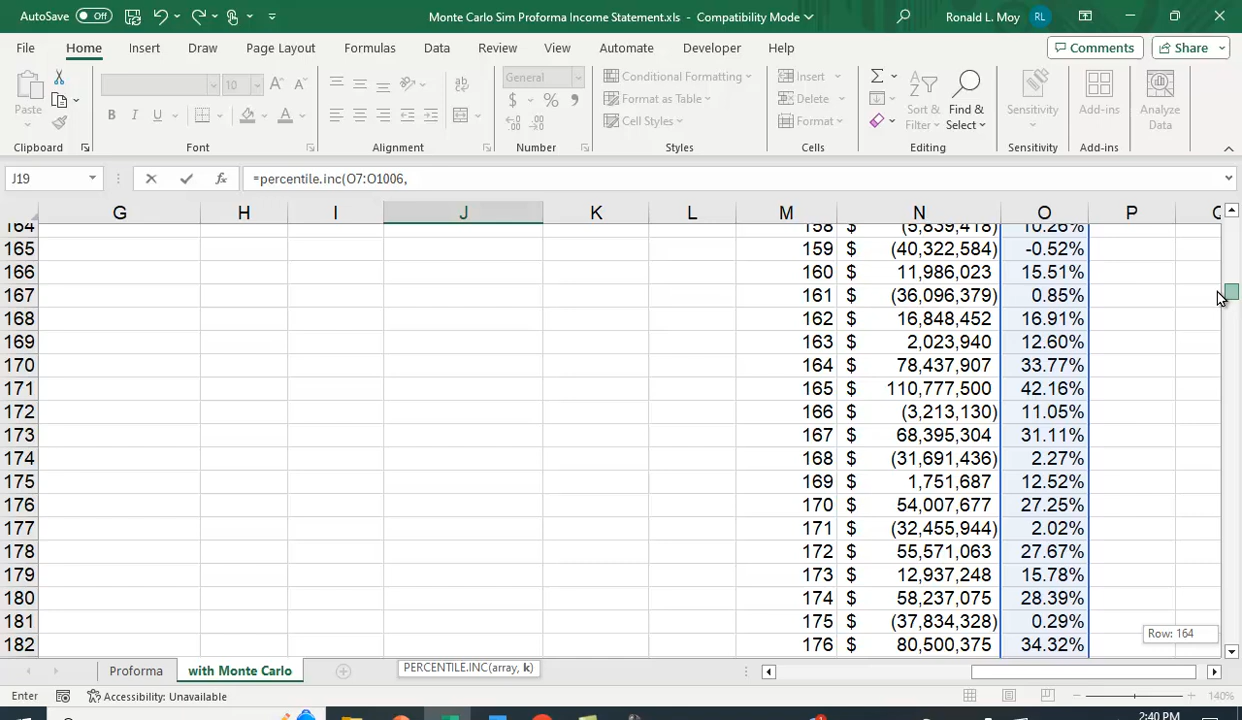 AutoSave Off Monte Carlo Sim Proforma Income Statement.xls - Compatibility Mode Ronald L. Moy RL
File Home Insert Draw Page Layout Formulas Data Review View Automate Developer Help Comments Share
Paste 10 A A B I U A General $ % 9 Conditional Formatting Insert Sort & Find & Sensitivity Add-ins Analyze
Format as Table Delete Filter Select Data
Cell Styles Format
Clipboard Font Alignment Number Styles Cells Editing Sensitivity Add-ins
J19 fx =percentile.inc(O7:O1006,
G H I J K L M N O P
164 158 $ (5,839,418) 10.26%
165 159 $ (40,322,584) -0.52%
166 160 $ 11,986,023 15.51%
167 161 $ (36,096,379) 0.85%
168 162 $ 16,848,452 16.91%
169 163 $ 2,023,940 12.60%
170 164 $ 78,437,907 33.77%
171 165 $ 110,777,500 42.16%
172 166 $ (3,213,130) 11.05%
173 167 $ 68,395,304 31.11%
174 168 $ (31,691,436) 2.27%
175 169 $ 1,751,687 12.52%
176 170 $ 54,007,677 27.25%
177 171 $ (32,455,944) 2.02%
178 172 $ 55,571,063 27.67%
179 173 $ 12,937,248 15.78%
180 174 $ 58,237,075 28.39%
181 175 $ (37,834,328) 0.29%
182 176 $ 80,500,375 34.32%
Row: 164
Proforma with Monte Carlo PERCENTILE.INC(array, k)
Enter Accessibility: Unavailable 140%
2:40 PM